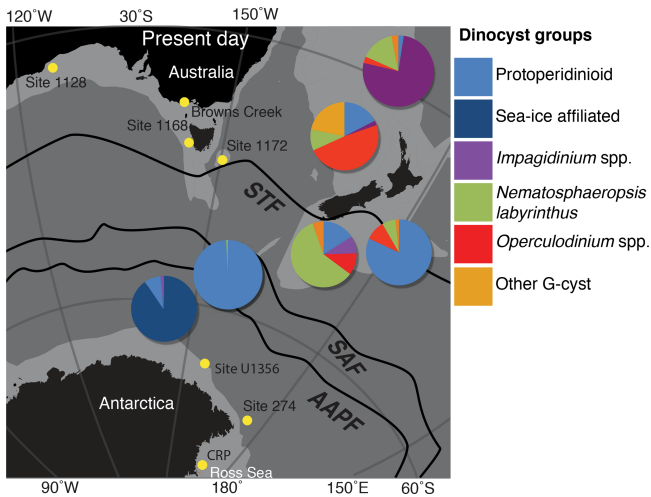 120°W 30°S 150°W
Present day
Australia
Site 1128
Browns Creek
Site 1168
Site 1172
STF
SAF
AAPF
Site U1356
Antarctica
Site 274
CRP
Ross Sea
90°W 180° 150°E 60°S
Dinocyst groups
Protoperidinioid
Sea-ice affiliated
Impagidinium spp.
Nematosphaeropsis
labyrinthus
Operculodinium spp.
Other G-cyst